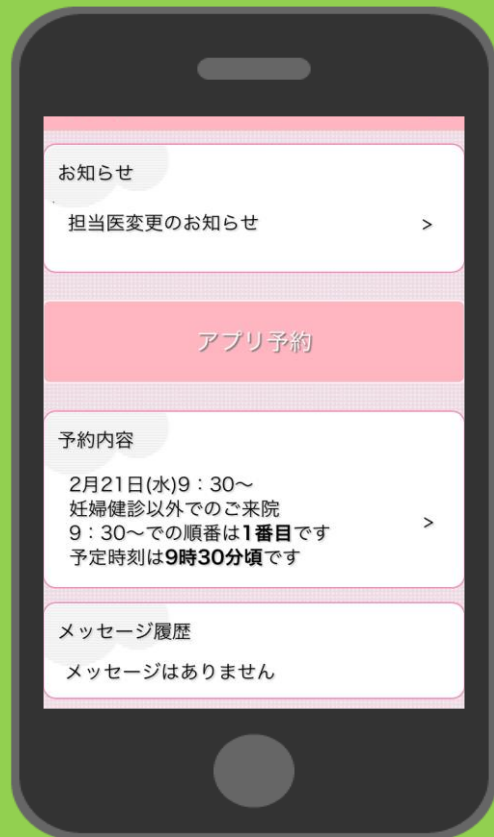 お知らせ
担当医変更のお知らせ >
アプリ予約
予約内容
2月21日(水)9：30～
妊婦健診以外でのご来院
9：30～での順番は1番目です >
予定時刻は9時30分頃です
メッセージ履歴
メッセージはありません